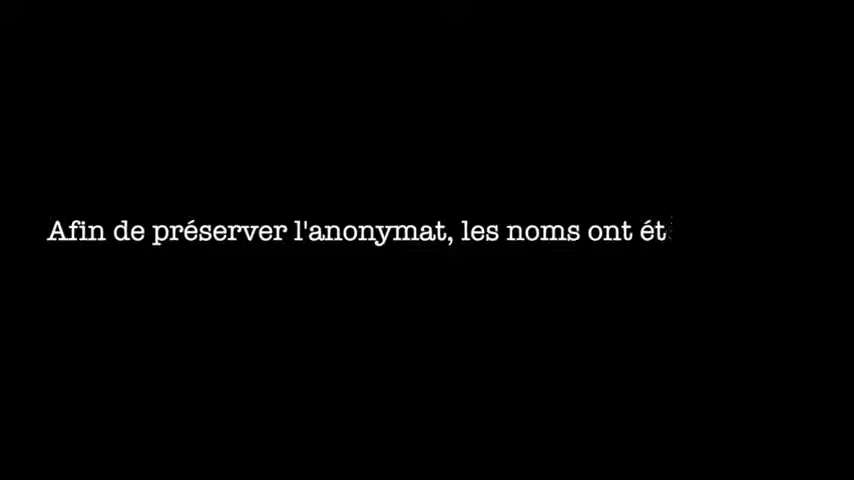 Afin de préserver l'anonymat, les noms ont ét